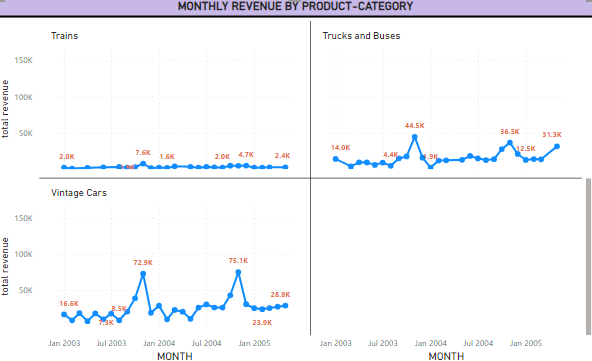 MONTHLY REVENUE BY PRODUCT-CATEGORY
Trains
Trucks and Buses
total revenue
150K
100K
50K
2.0K
7.6K
1.6K
2.0K
4.7K
2.4K
14.0K
4.4K
44.5K
1.9K
36.5K
12.5K
31.3K
Vintage Cars
total revenue
150K
100K
50K
16.6K
7.3K
8.5K
72.9K
75.1K
23.9K
28.8K
Jan 2003 Jul 2003 Jan 2004 Jul 2004 Jan 2005
Jan 2003 Jul 2003 Jan 2004 Jul 2004 Jan 2005
MONTH
MONTH